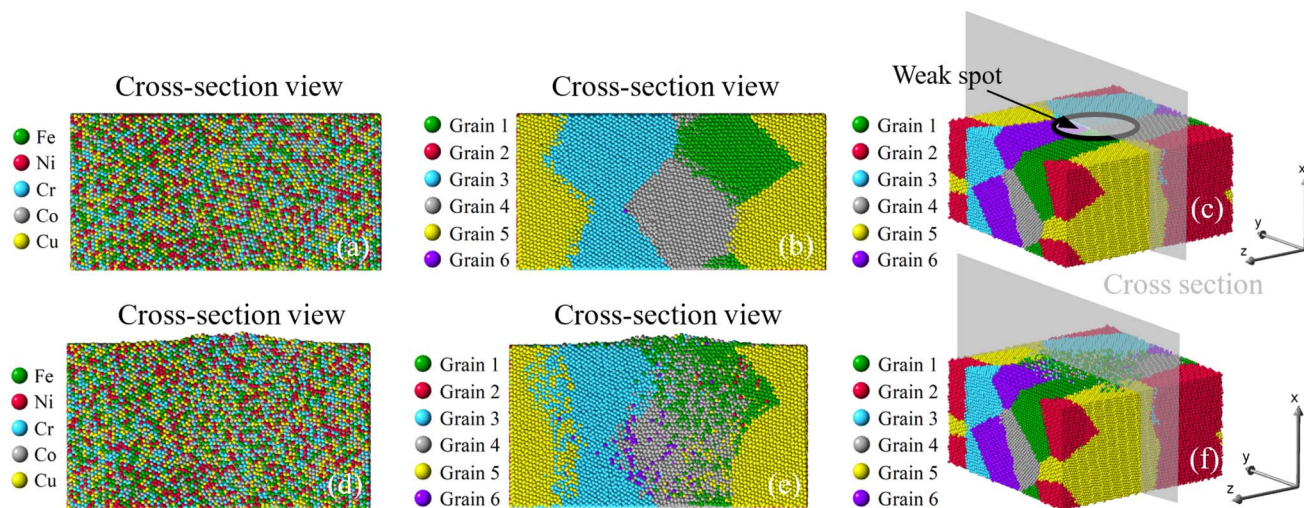 Cross-section view
Fe
Ni
Cr
Co
Cu
(a)
Cross-section view
Grain 1
Grain 2
Grain 3
Grain 4
Grain 5
Grain 6
(b)
Weak spot
Grain 1
Grain 2
Grain 3
Grain 4
Grain 5
Grain 6
(c)
x
y
z
Cross section
Cross-section view
Fe
Ni
Cr
Co
Cu
(d)
Cross-section view
Grain 1
Grain 2
Grain 3
Grain 4
Grain 5
Grain 6
(e)
Grain 1
Grain 2
Grain 3
Grain 4
Grain 5
Grain 6
(f)
x
y
z